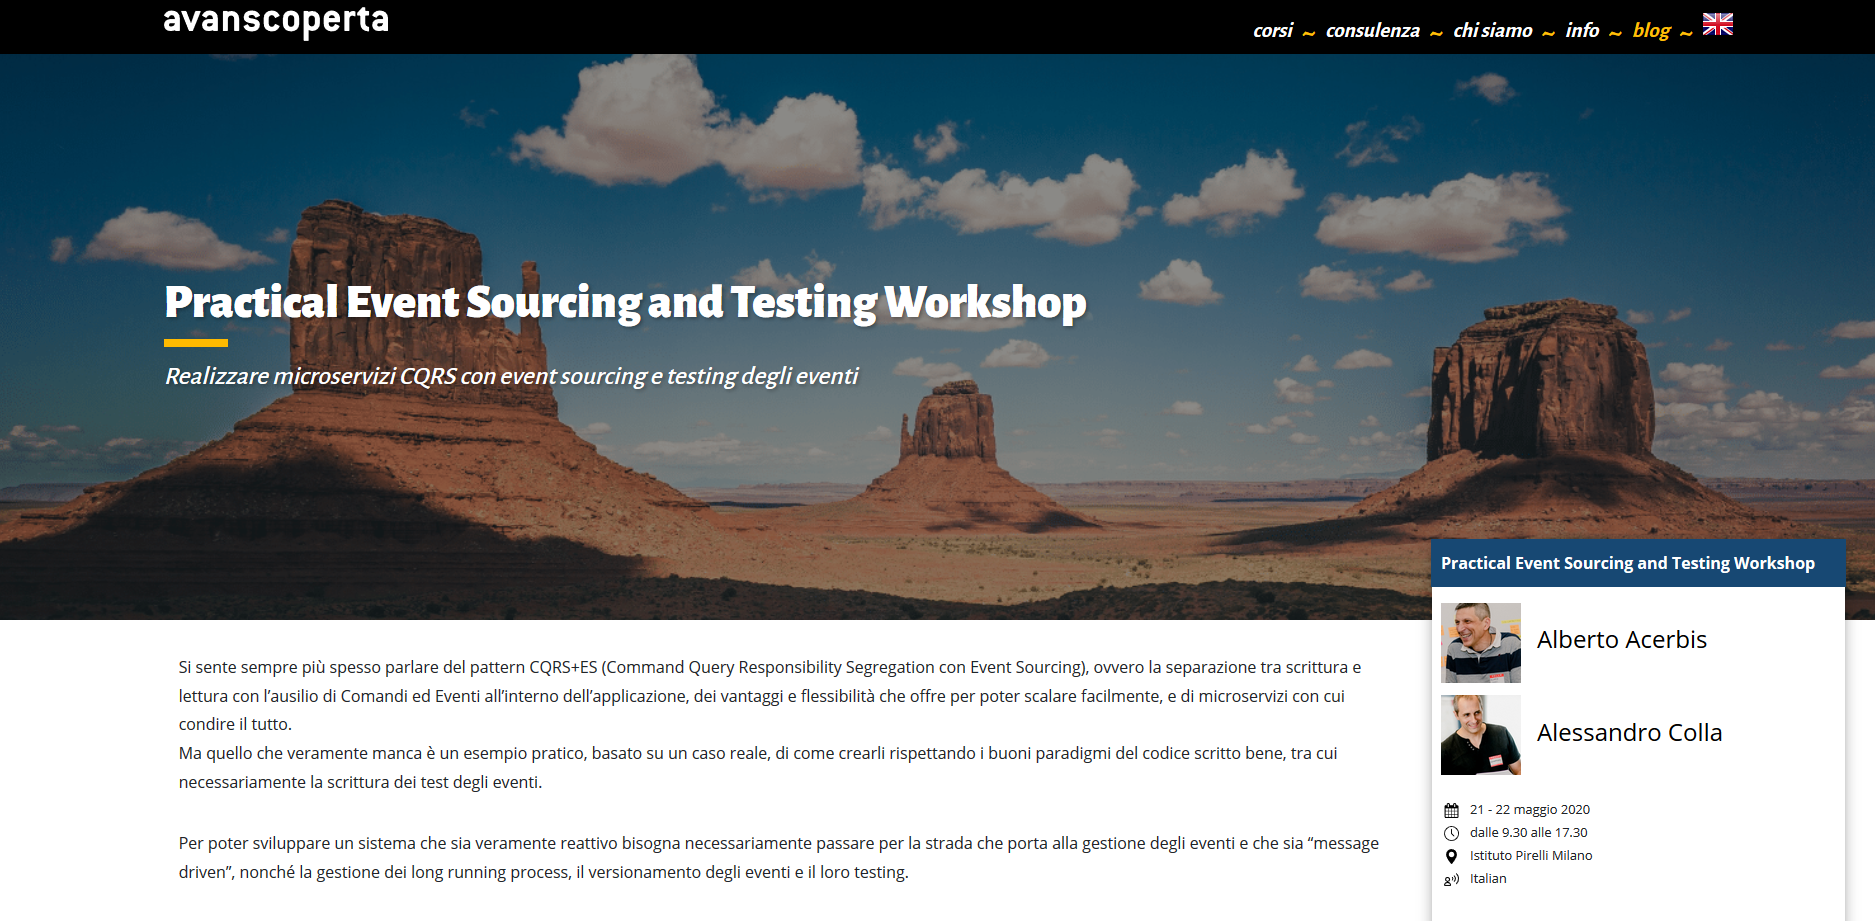 avanscoperta
corsi ~ consulenza ~ chi siamo ~ info ~ blog ~
Practical Event Sourcing and Testing Workshop
Realizzare microservizi CQRS con event sourcing e testing degli eventi
Si sente sempre più spesso parlare del pattern CQRS+ES (Command Query Responsibility Segregation con Event Sourcing), ovvero la separazione tra scrittura e
lettura con l’ausilio di Comandi ed Eventi all’interno dell’applicazione, dei vantaggi e flessibilità che offre per poter scalare facilmente, e di microservizi con cui
condire il tutto.
Ma quello che veramente manca è un esempio pratico, basato su un caso reale, di come crearli rispettando i buoni paradigmi del codice scritto bene, tra cui
necessariamente la scrittura dei test degli eventi.
Per poter sviluppare un sistema che sia veramente reattivo bisogna necessariamente passare per la strada che porta alla gestione degli eventi e che sia “message
driven”, nonché la gestione dei long running process, il versionamento degli eventi e il loro testing.
Practical Event Sourcing and Testing Workshop
Alberto Acerbis
Alessandro Colla
21 - 22 maggio 2020
dalle 9.30 alle 17.30
Istituto Pirelli Milano
Italian